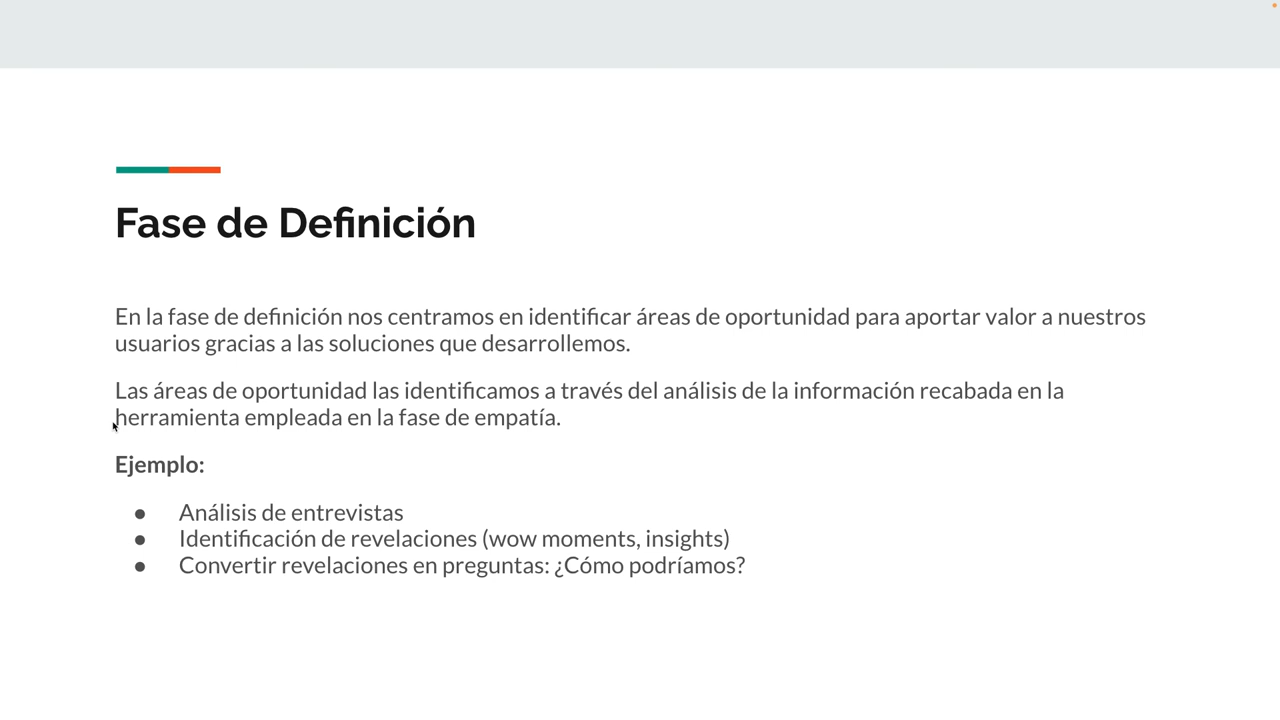 Fase de Definición
En la fase de definición nos centramos en identificar áreas de oportunidad para aportar valor a nuestros
usuarios gracias a las soluciones que desarrollemos.
Las áreas de oportunidad las identificamos a través del análisis de la información recabada en la
herramienta empleada en la fase de empatía.
Ejemplo:
● Análisis de entrevistas
● Identificación de revelaciones (wow moments, insights)
● Convertir revelaciones en preguntas: ¿Cómo podríamos?